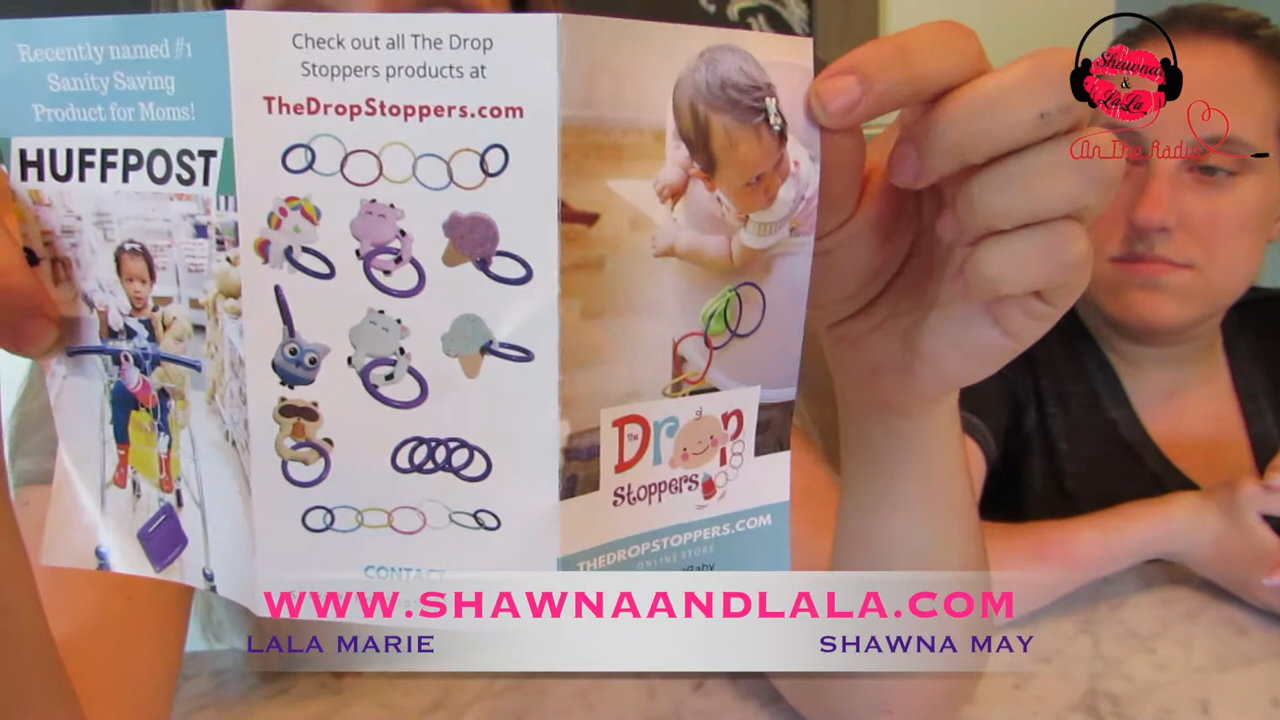 Recently named #1
Sanity Saving
Product for Moms!
HUFFPOST
Check out all The Drop
Stoppers products at
TheDropStoppers.com
CONTACT
The
Drop
Stoppers
THEDROPSTOPPERS.COM
ONLINE STORE
Shawna
&
LaLa
On The Radio
WWW.SHAWNAANDLALA.COM
LALA MARIE
SHAWNA MAY